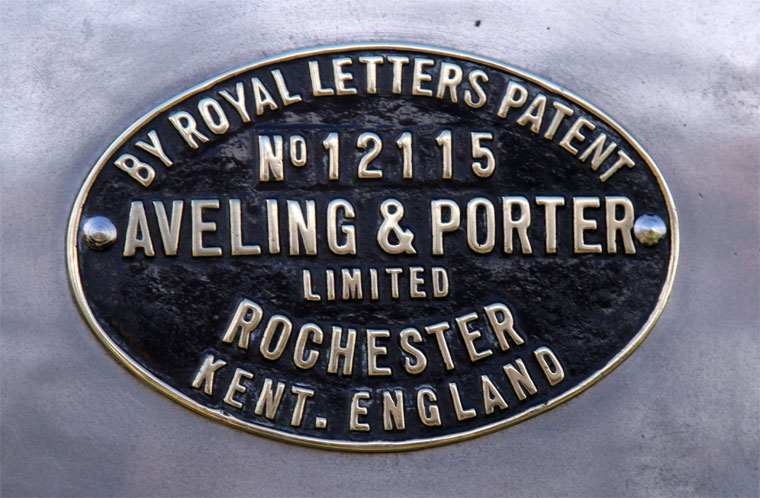 BY ROYAL LETTERS PATENT
No 12115
AVELING & PORTER
LIMITED
ROCHESTER
KENT. ENGLAND